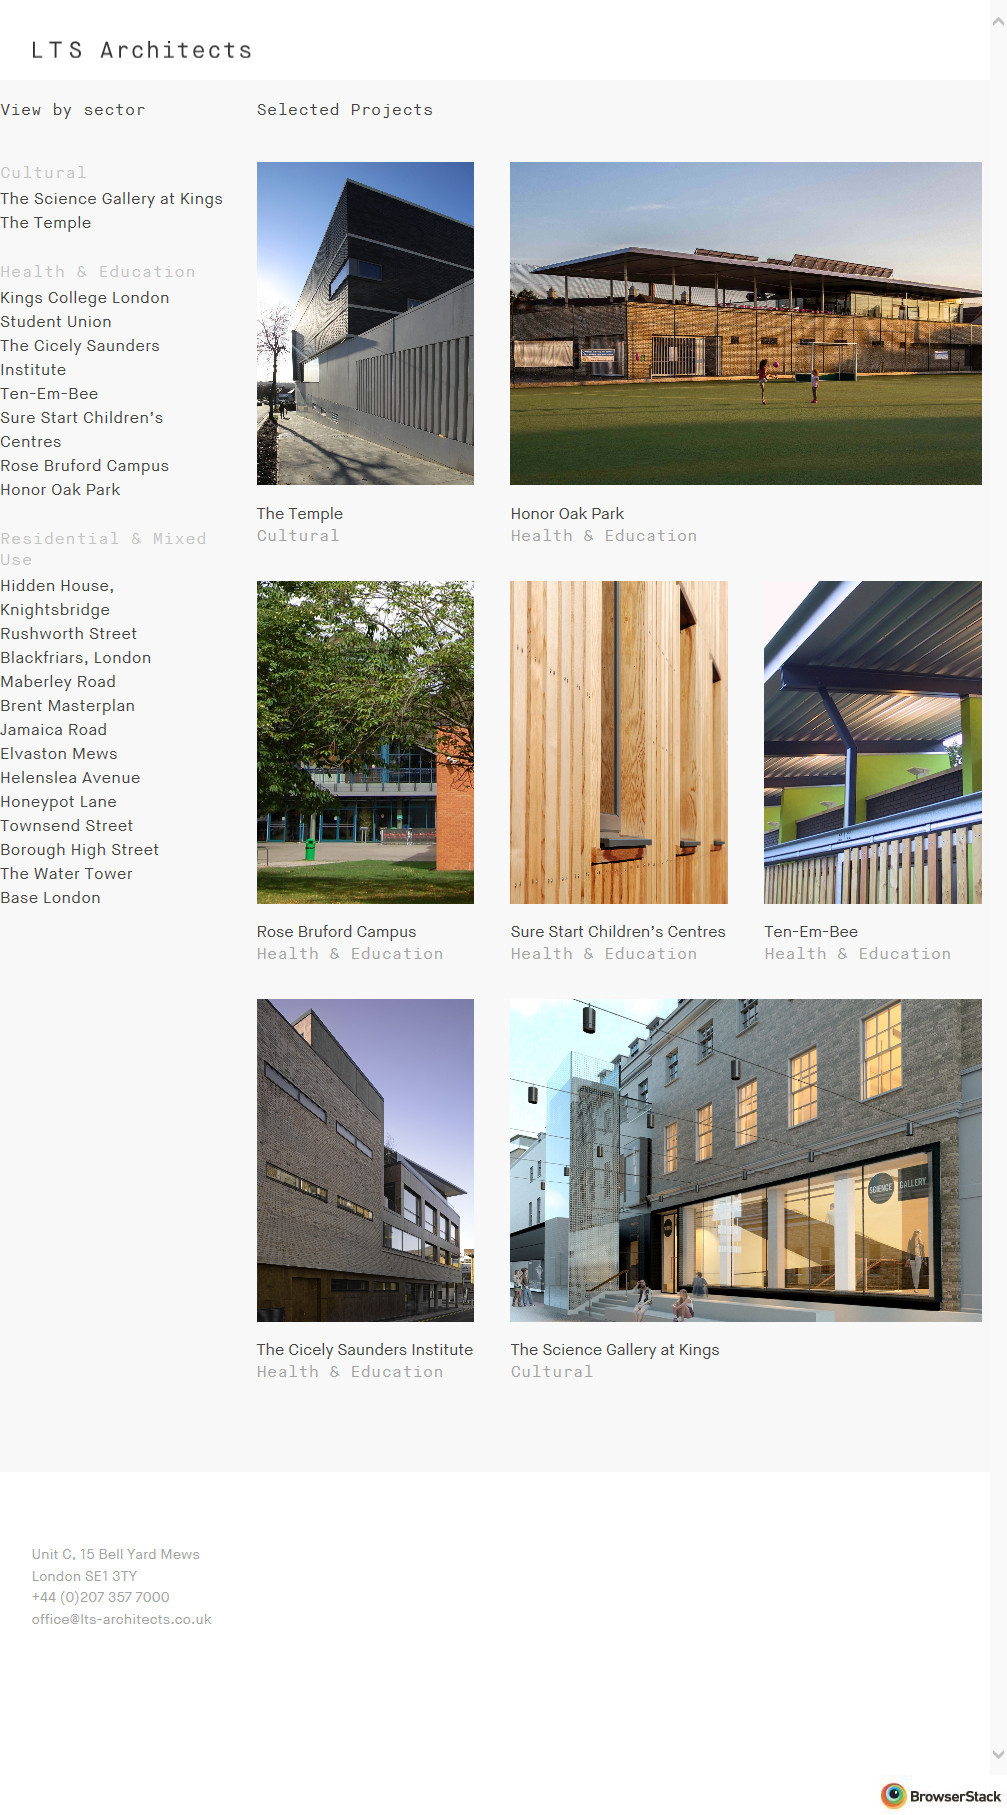 LTS Architects
View by sector
Cultural
The Science Gallery at Kings
The Temple
Health & Education
Kings College London
Student Union
The Cicely Saunders
Institute
Ten-Em-Bee
Sure Start Children's
Centres
Rose Bruford Campus
Honor Oak Park
Residential & Mixed
Use
Hidden House,
Knightsbridge
Rushworth Street
Blackfriars, London
Maberley Road
Brent Masterplan
Jamaica Road
Elvaston Mews
Helenslea Avenue
Honeypot Lane
Townsend Street
Borough High Street
The Water Tower
Base London
Selected Projects
The Temple
Cultural
Honor Oak Park
Health & Education
Rose Bruford Campus
Health & Education
Sure Start Children's Centres
Health & Education
Ten-Em-Bee
Health & Education
SCIENCE GALLERY
The Cicely Saunders Institute
Health & Education
The Science Gallery at Kings
Cultural
Unit C, 15 Bell Yard Mews
London SE1 3TY
+44 (0)207 357 7000
office@lts-architects.co.uk
BrowserStack